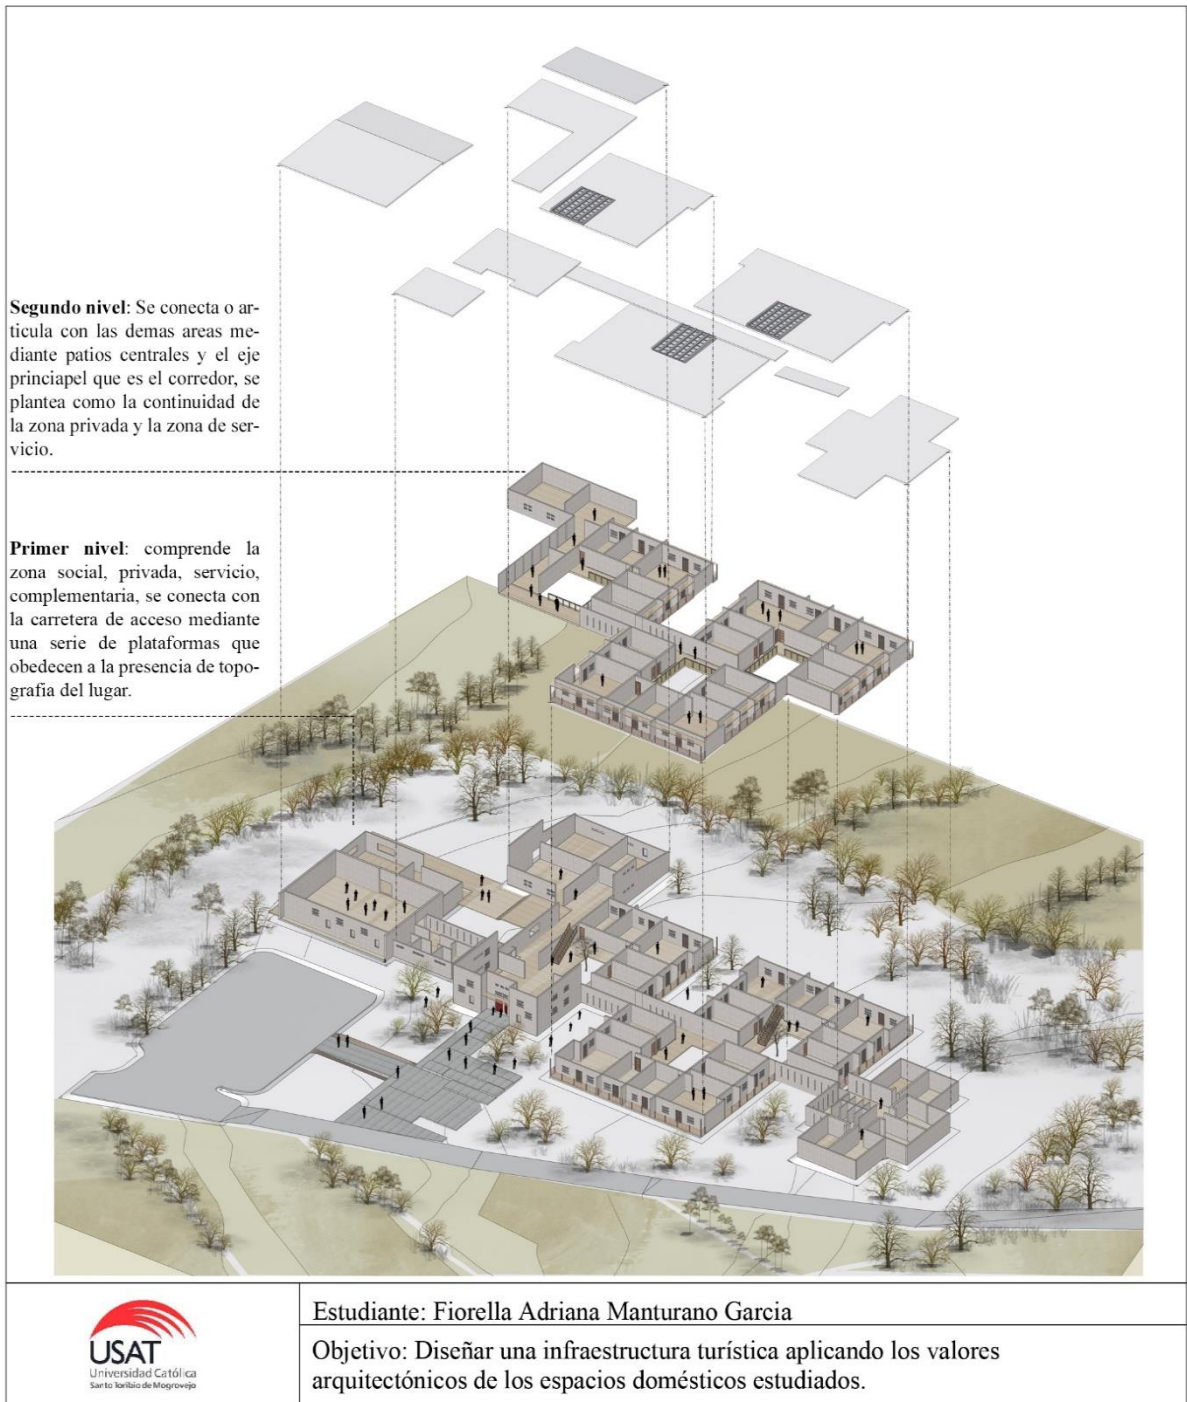 Segundo nivel: Se conecta o ar-
ticula con las demas areas me-
diante patios centrales y el eje
princiapel que es el corredor, se
plantea como la continuidad de
la zona privada y la zona de ser-
vicio.
Primer nivel: comprende la
zona social, privada, servicio,
complementaria, se conecta con
la carretera de acceso mediante
una serie de plataformas que
obedecen a la presencia de topo-
grafia del lugar.
USAT
Universidad Católica
Santo Toribio de Mogrovejo
Estudiante: Fiorella Adriana Manturano Garcia
Objetivo: Diseñar una infraestructura turística aplicando los valores
arquitectónicos de los espacios domésticos estudiados.